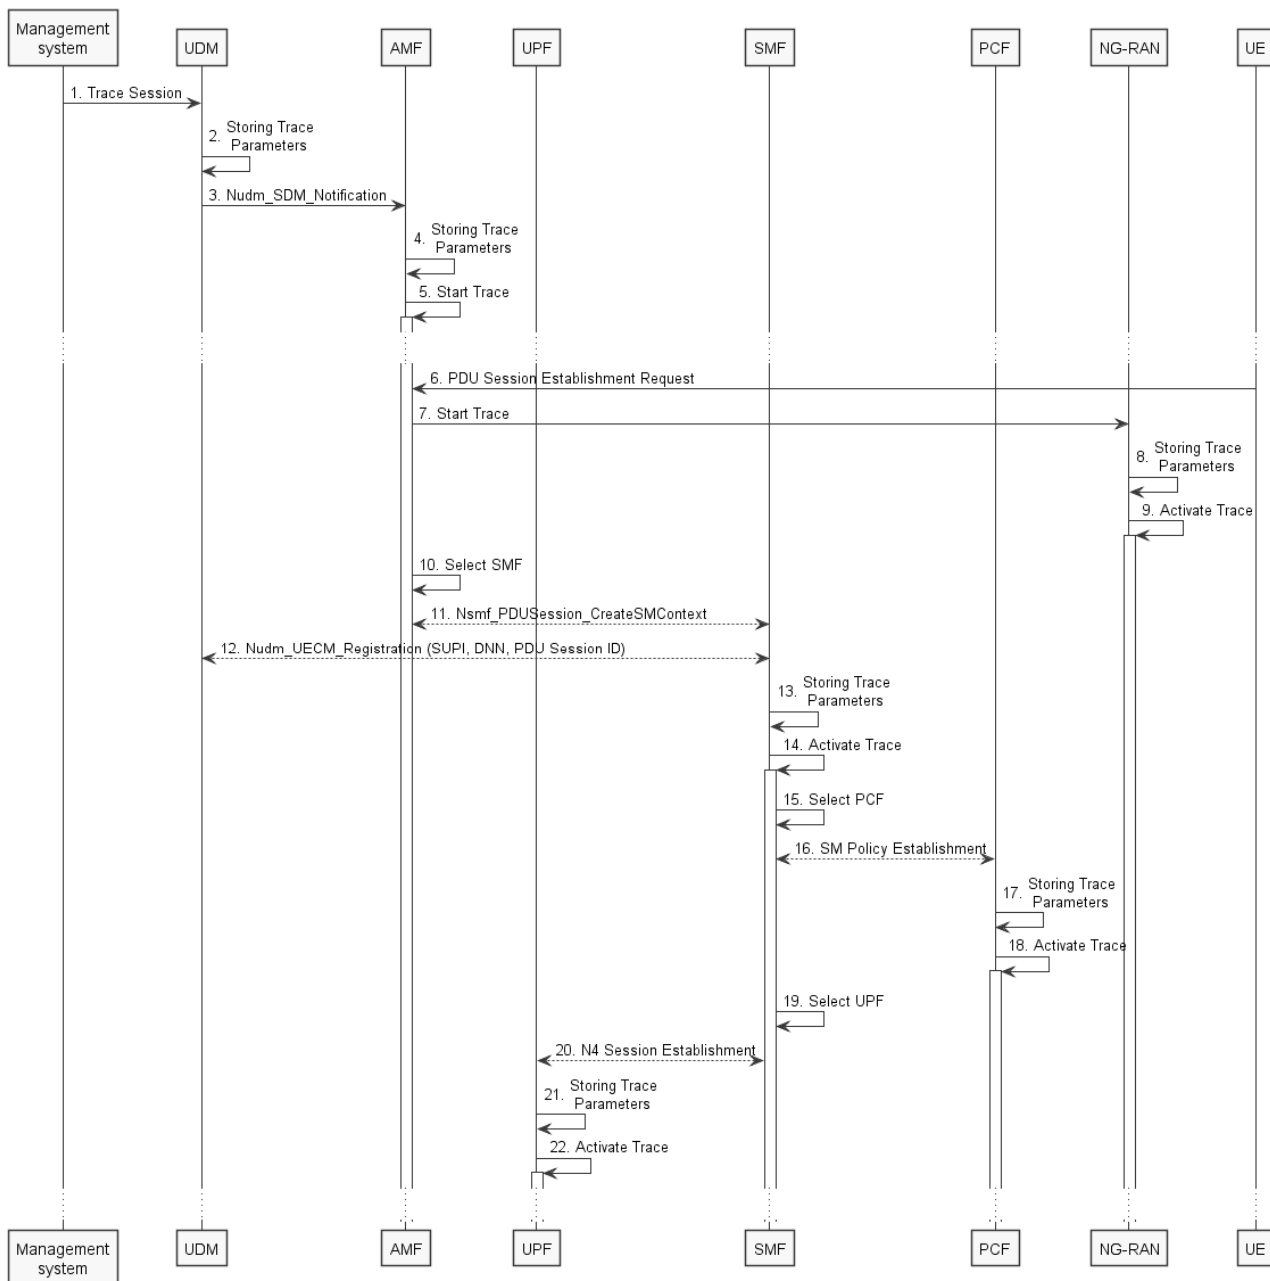 Management
system
UDM
AMF
UPF
SMF
PCF
NG-RAN
UE
1. Trace Session
2. Storing Trace
Parameters
3. Nudm_SDM_Notification
4. Storing Trace
Parameters
5. Start Trace
6. PDU Session Establishment Request
7. Start Trace
8. Storing Trace
Parameters
9. Activate Trace
10. Select SMF
11. Nsmf_PDUSession_CreateSMContext
12. Nudm_UECM_Registration (SUPI, DNN, PDU Session ID)
13. Storing Trace
Parameters
14. Activate Trace
15. Select PCF
16. SM Policy Establishment
17. Storing Trace
Parameters
18. Activate Trace
19. Select UPF
20. N4 Session Establishment
21. Storing Trace
Parameters
22. Activate Trace
Management
system
UDM
AMF
UPF
SMF
PCF
NG-RAN
UE